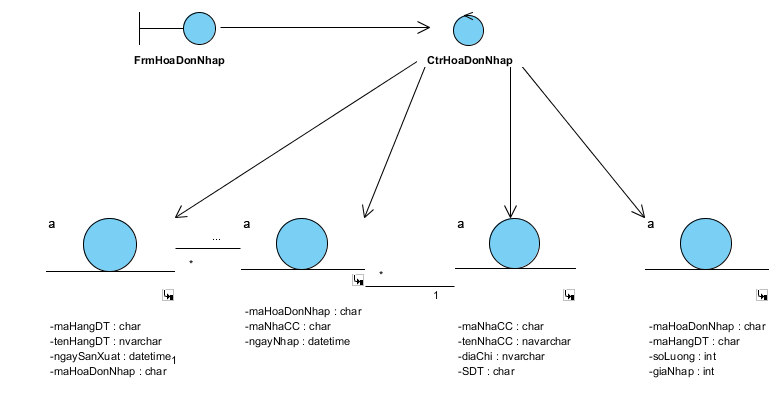 FrmHoaDonNhap
CtrHoaDonNhap
a
...
*
a
*
1
a
a
-maHangDT : char
-tenHangDT : nvarchar
-ngaySanXuat : datetime
1
-maHoaDonNhap : char
-maHoaDonNhap : char
-maNhaCC : char
-ngayNhap : datetime
-maNhaCC : char
-tenNhaCC : navarchar
-diaChi : nvarchar
-SDT : char
-maHoaDonNhap : char
-maHangDT : char
-soLuong : int
-giaNhap : int